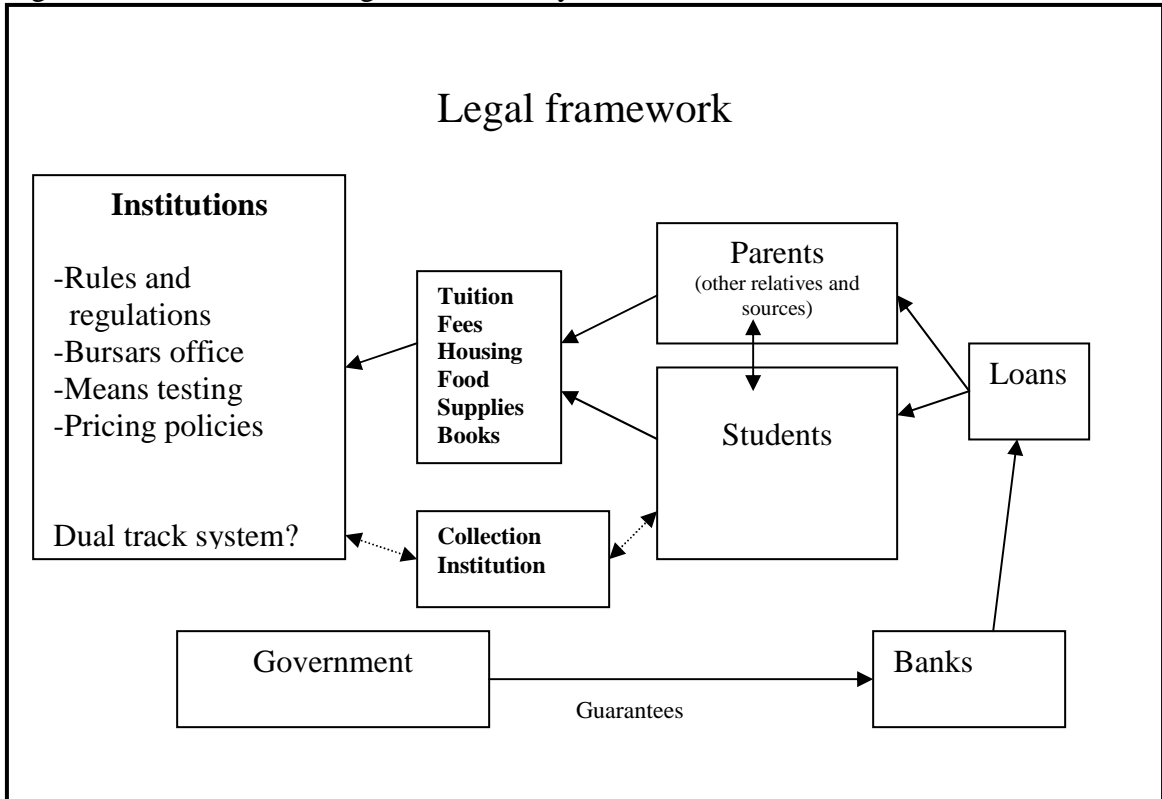 Legal framework
Institutions
-Rules and
regulations
-Bursars office
-Means testing
-Pricing policies
Dual track system?
Tuition
Fees
Housing
Food
Supplies
Books
Collection
Institution
Parents
(other relatives and
sources)
Students
Loans
Government
Guarantees
Banks